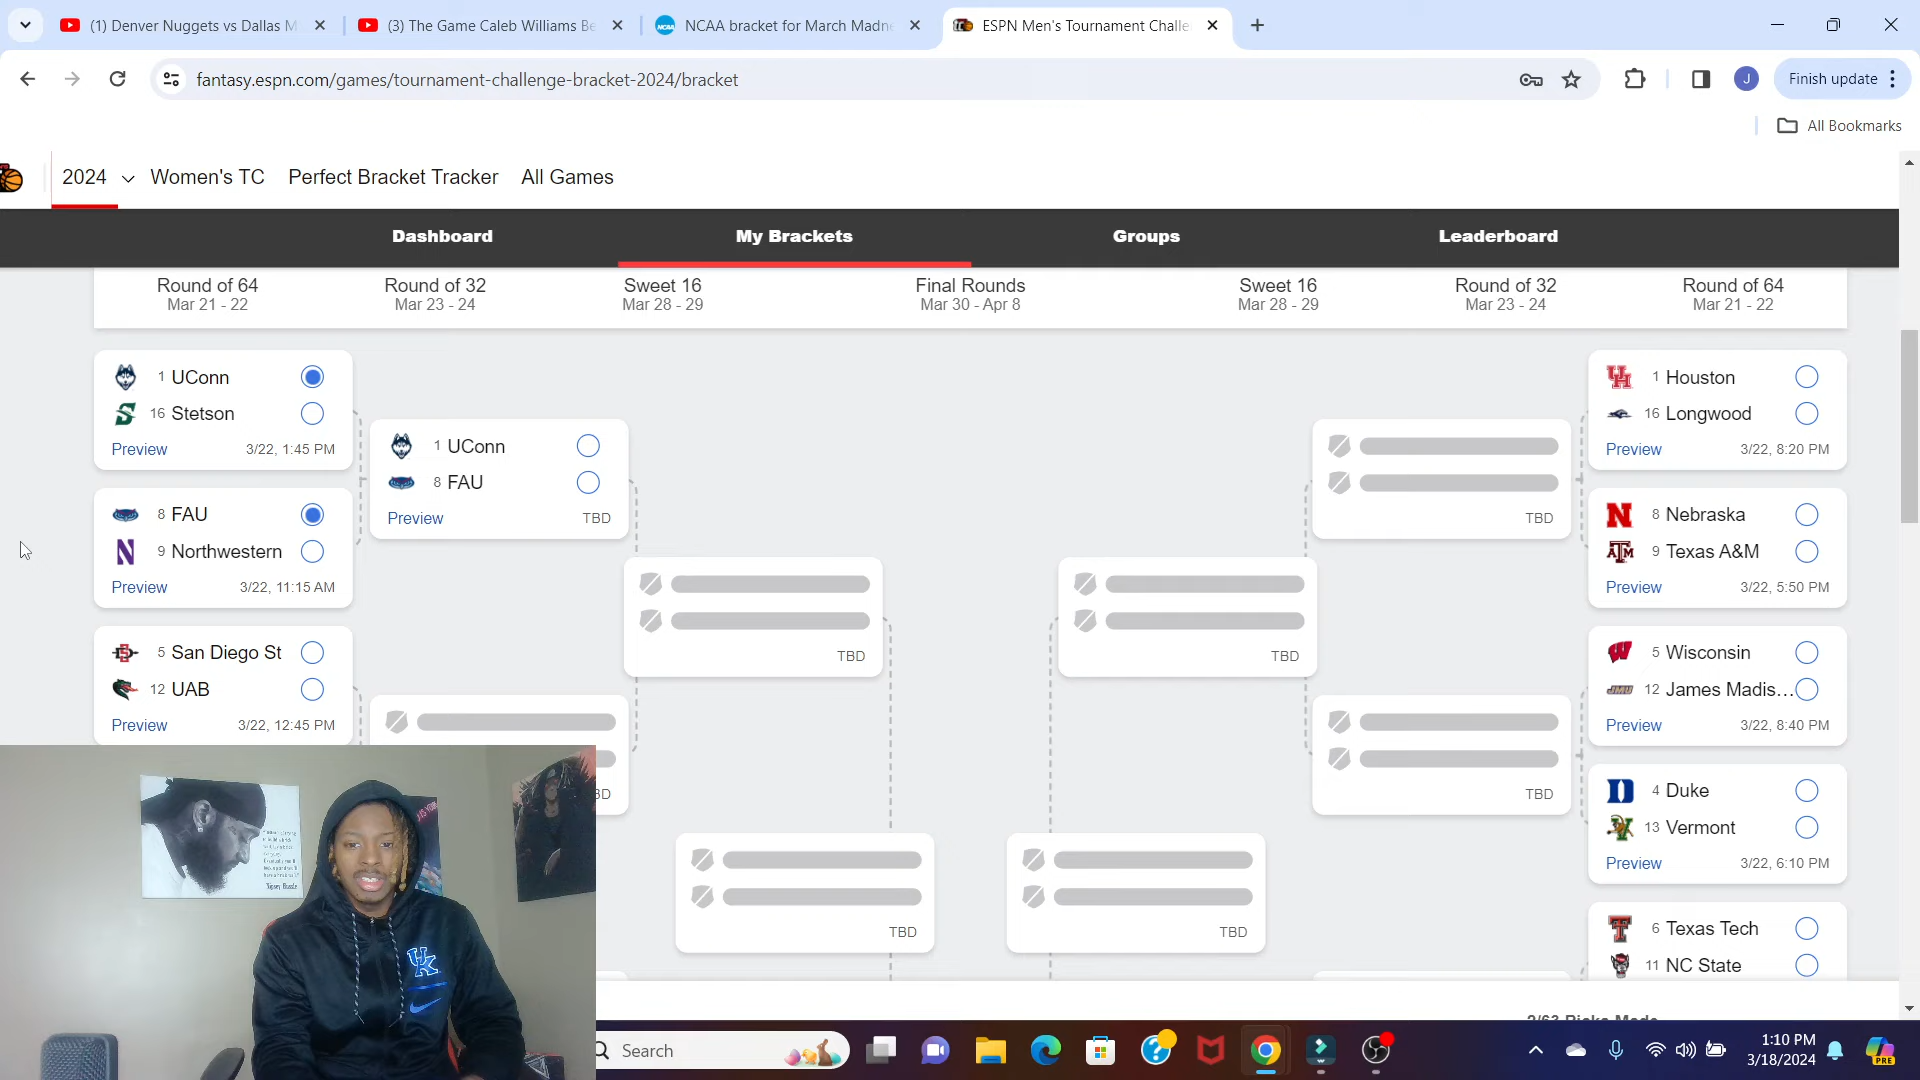 (1) Denver Nuggets vs Dallas M
(3) The Game Caleb Williams Be
NCAA bracket for March Madne
ESPN Men's Tournament Challe
fantasy.espn.com/games/tournament-challenge-bracket-2024/bracket
J
Finish update
All Bookmarks
2024
Women's TC
Perfect Bracket Tracker
All Games
Dashboard
My Brackets
Groups
Leaderboard
Round of 64
Mar 21 - 22
Round of 32
Mar 23 - 24
Sweet 16
Mar 28 - 29
Final Rounds
Mar 30 - Apr 8
Sweet 16
Mar 28 - 29
Round of 32
Mar 23 - 24
Round of 64
Mar 21 - 22
1 UConn
16 Stetson
Preview 3/22, 1:45 PM
8 FAU
9 Northwestern
Preview 3/22, 11:15 AM
5 San Diego St
12 UAB
Preview 3/22, 12:45 PM
1 UConn
8 FAU
Preview TBD
BD
TBD
TBD
TBD
TBD
TBD
TBD
1 Houston
16 Longwood
Preview 3/22, 8:20 PM
8 Nebraska
9 Texas A&M
Preview 3/22, 5:50 PM
5 Wisconsin
12 James Madis...
Preview 3/22, 8:40 PM
4 Duke
13 Vermont
Preview 3/22, 6:10 PM
6 Texas Tech
11 NC State
2/63 Picks Made
UK
Search
1:10 PM
3/18/2024
PRE